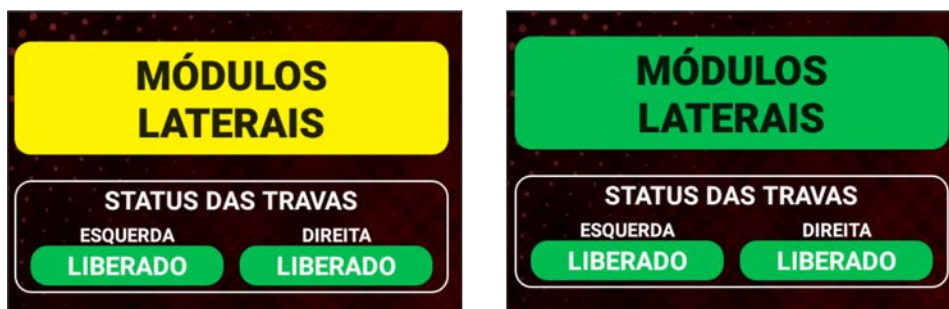 MÓDULOS
LATERAIS
STATUS DAS TRAVAS
ESQUERDA DIREITA
LIBERADO LIBERADO
MÓDULOS
LATERAIS
STATUS DAS TRAVAS
ESQUERDA DIREITA
LIBERADO LIBERADO